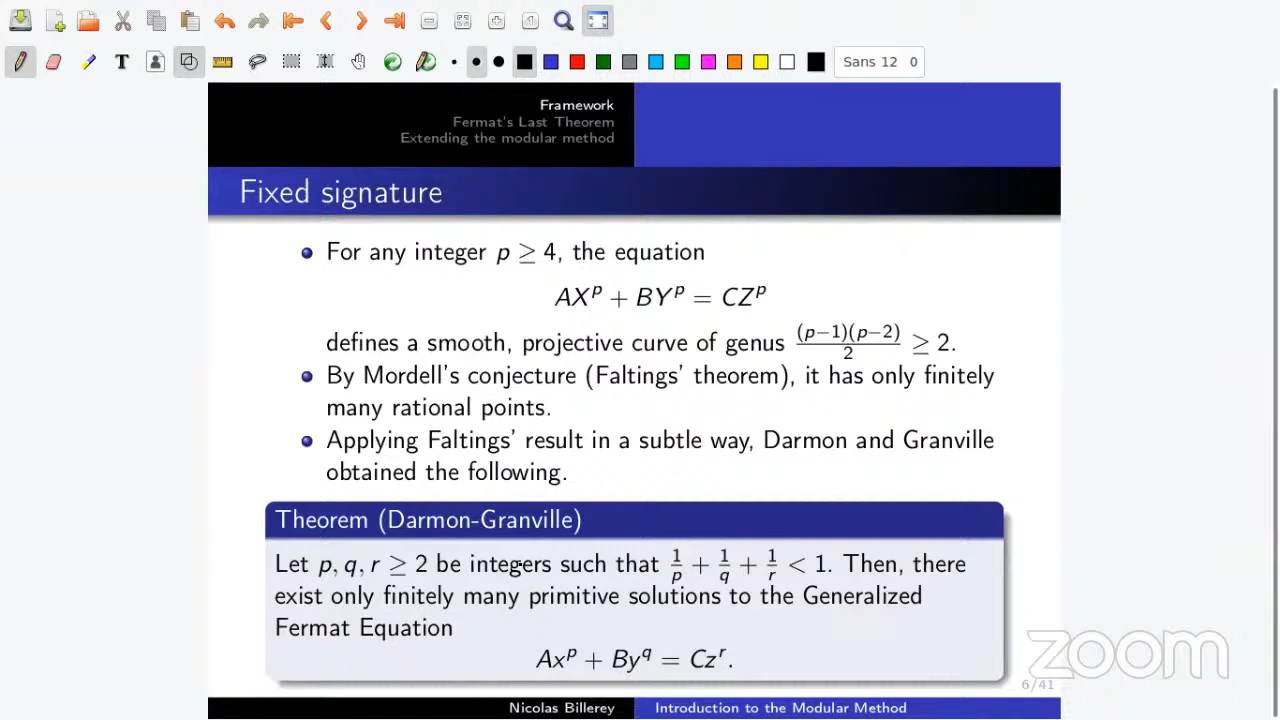 Sans 12 0
Framework
Fermat's Last Theorem
Extending the modular method
Fixed signature
For any integer p ≥ 4, the equation
AX^p + BY^p = CZ^p
defines a smooth, projective curve of genus (p−1)(p−2)/2 ≥ 2.
By Mordell's conjecture (Faltings' theorem), it has only finitely
many rational points.
Applying Faltings' result in a subtle way, Darmon and Granville
obtained the following.
Theorem (Darmon-Granville)
Let p, q, r ≥ 2 be integers such that 1/p + 1/q + 1/r < 1. Then, there
exist only finitely many primitive solutions to the Generalized
Fermat Equation
Ax^p + By^q = Cz^r.
zoom
6/41
Nicolas Billerey Introduction to the Modular Method